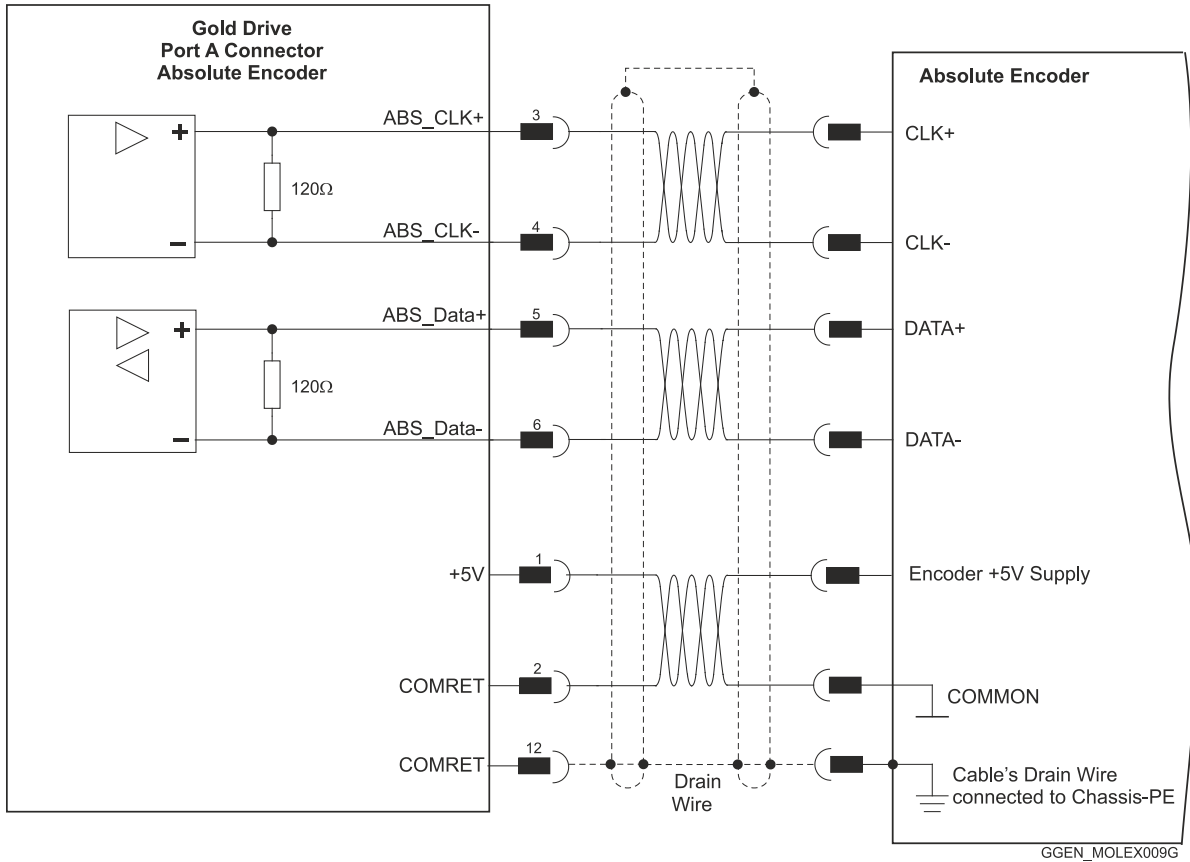 Gold Drive
Port A Connector
Absolute Encoder
Absolute Encoder
+
120Ω
−
ABS_CLK+
3
CLK+
ABS_CLK-
4
CLK-
+
120Ω
−
ABS_Data+
5
DATA+
ABS_Data-
6
DATA-
+5V
1
Encoder +5V Supply
COMRET
2
COMMON
COMRET
12
Drain
Wire
Cable's Drain Wire
connected to Chassis-PE
GGEN_MOLEX009G